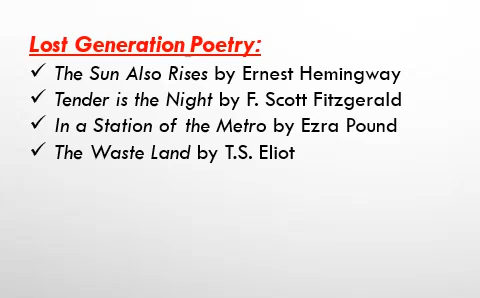 Lost Generation Poetry:
✓ The Sun Also Rises by Ernest Hemingway
✓ Tender is the Night by F. Scott Fitzgerald
✓ In a Station of the Metro by Ezra Pound
✓ The Waste Land by T.S. Eliot